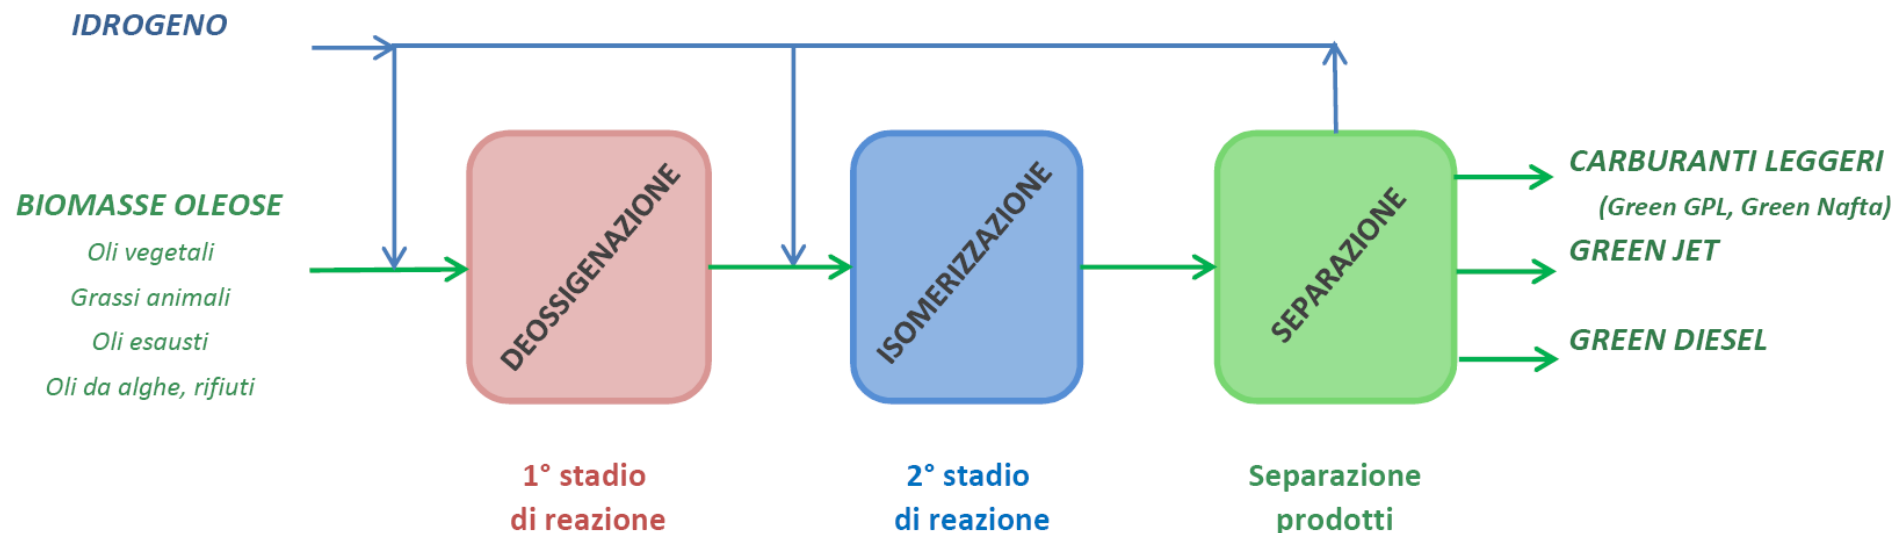 IDROGENO
BIOMASSE OLEOSE
Oli vegetali
Grassi animali
Oli esausti
Oli da alghe, rifiuti
DEOSSIGENAZIONE
ISOMERIZZAZIONE
SEPARAZIONE
CARBURANTI LEGGERI
(Green GPL, Green Nafta)
GREEN JET
GREEN DIESEL
1° stadio
di reazione
2° stadio
di reazione
Separazione
prodotti